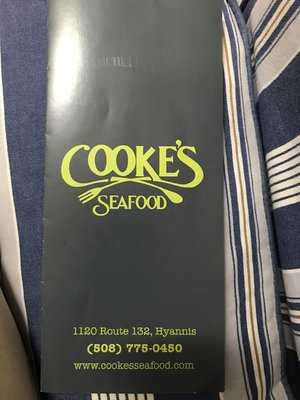 COOKE'S
SEAFOOD
1120 Route 132, Hyannis
(508) 775-0450
www.cookesseafood.com